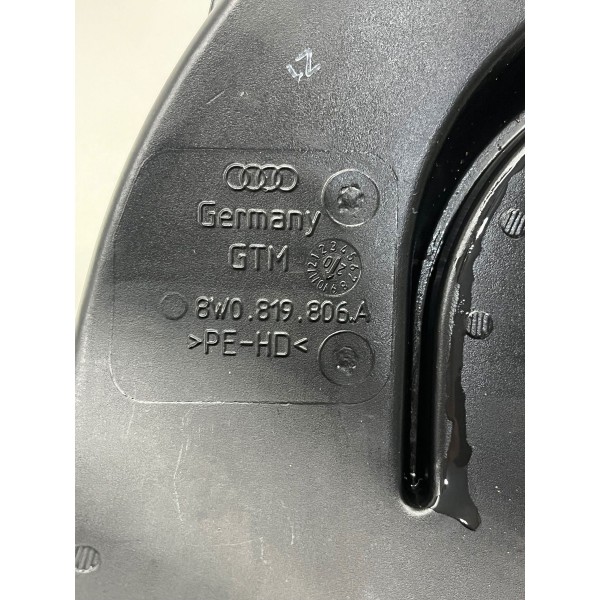 Germany
GTM
8W0.819.806.A
>PE-HD<